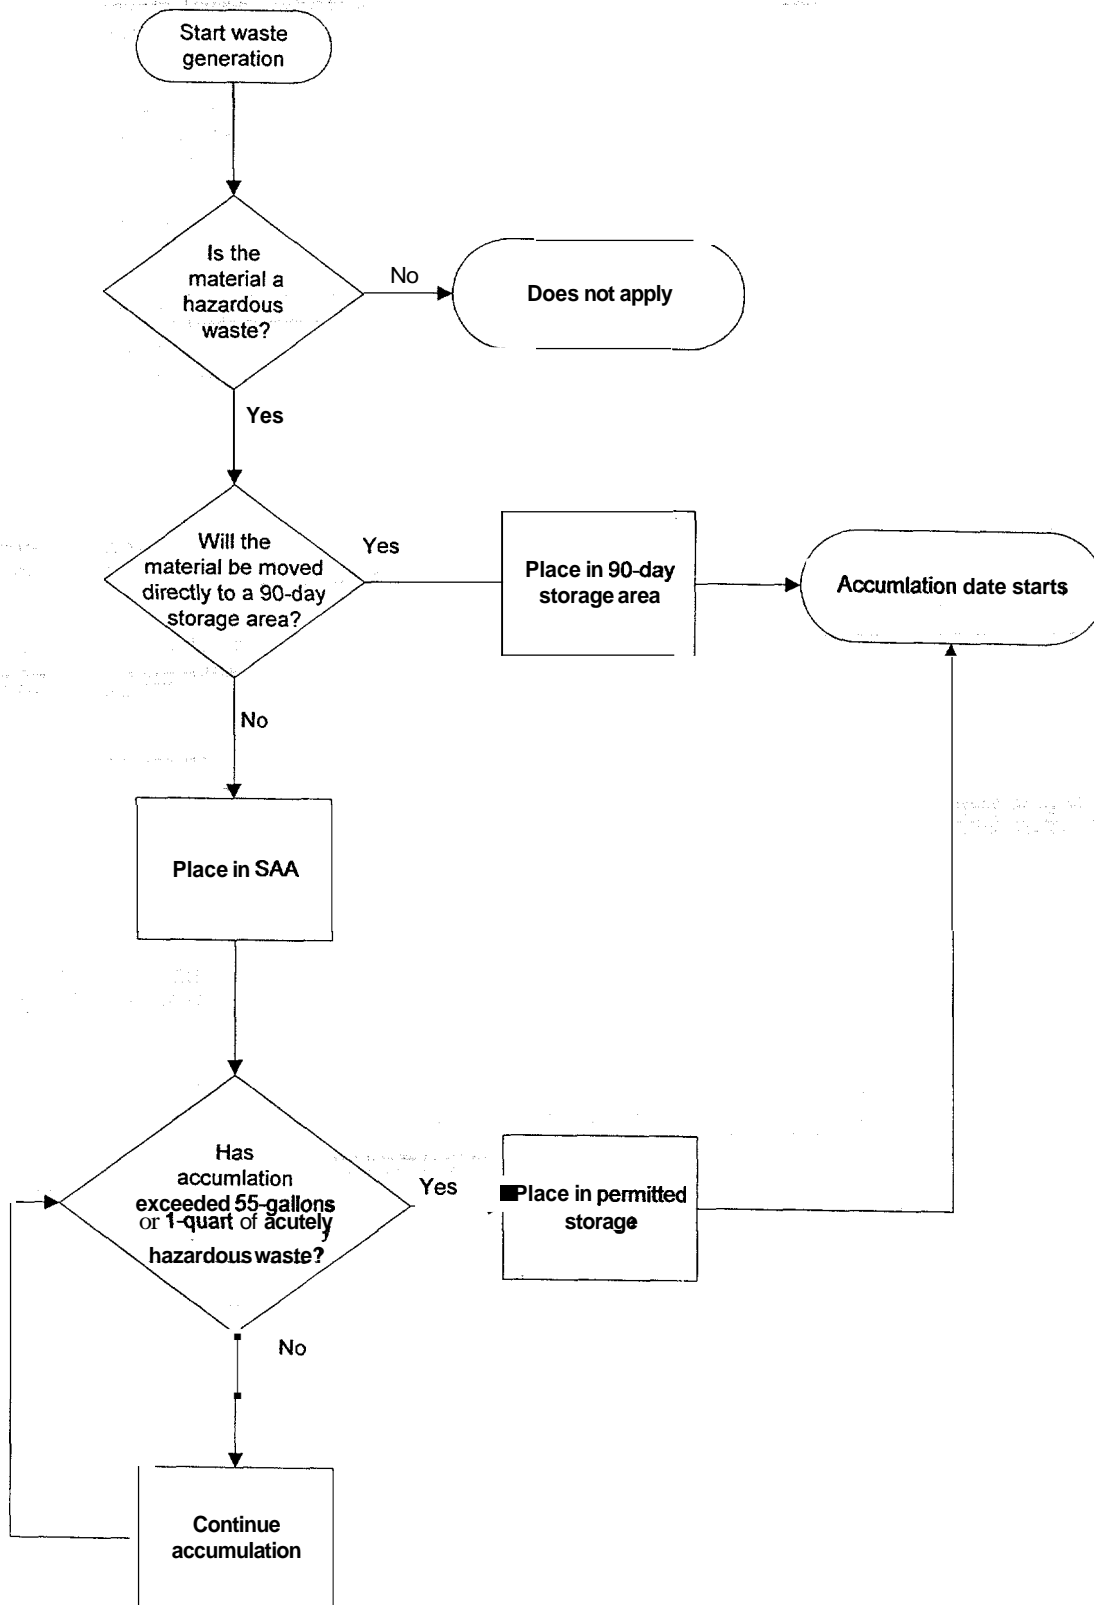 Start waste
generation
Is the
material a
hazardous
waste?
No
Does not apply
Yes
Will the
material be moved
directly to a 90-day
storage area?
Yes
Place in 90-day
storage area
Accumlation date starts
No
Place in SAA
Has
accumlation
exceeded 55-gallons
or 1-quart of acutely
hazardous waste?
Yes
Place in permitted
storage
No
Continue
accumulation